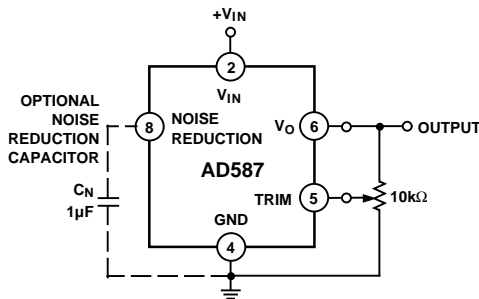 +VIN
2
VIN
OPTIONAL
NOISE
REDUCTION
CAPACITOR
8
NOISE
REDUCTION
VO
6
OUTPUT
AD587
CN
1µF
TRIM
5
10kΩ
GND
4